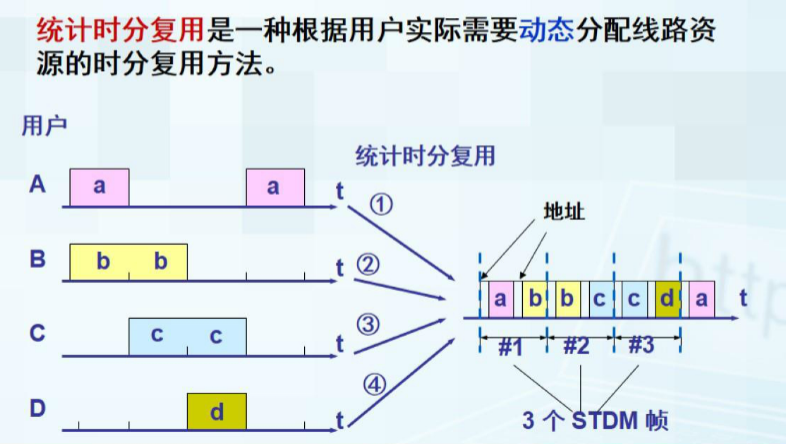 统计时分复用是一种根据用户实际需要动态分配线路资
源的时分复用方法。
用户
统计时分复用
A a a t ①
地址
B b b t ②
a b b c c d a t
C c c t ③
#1 #2 #3
④
D d t
3 个 STDM 帧
http